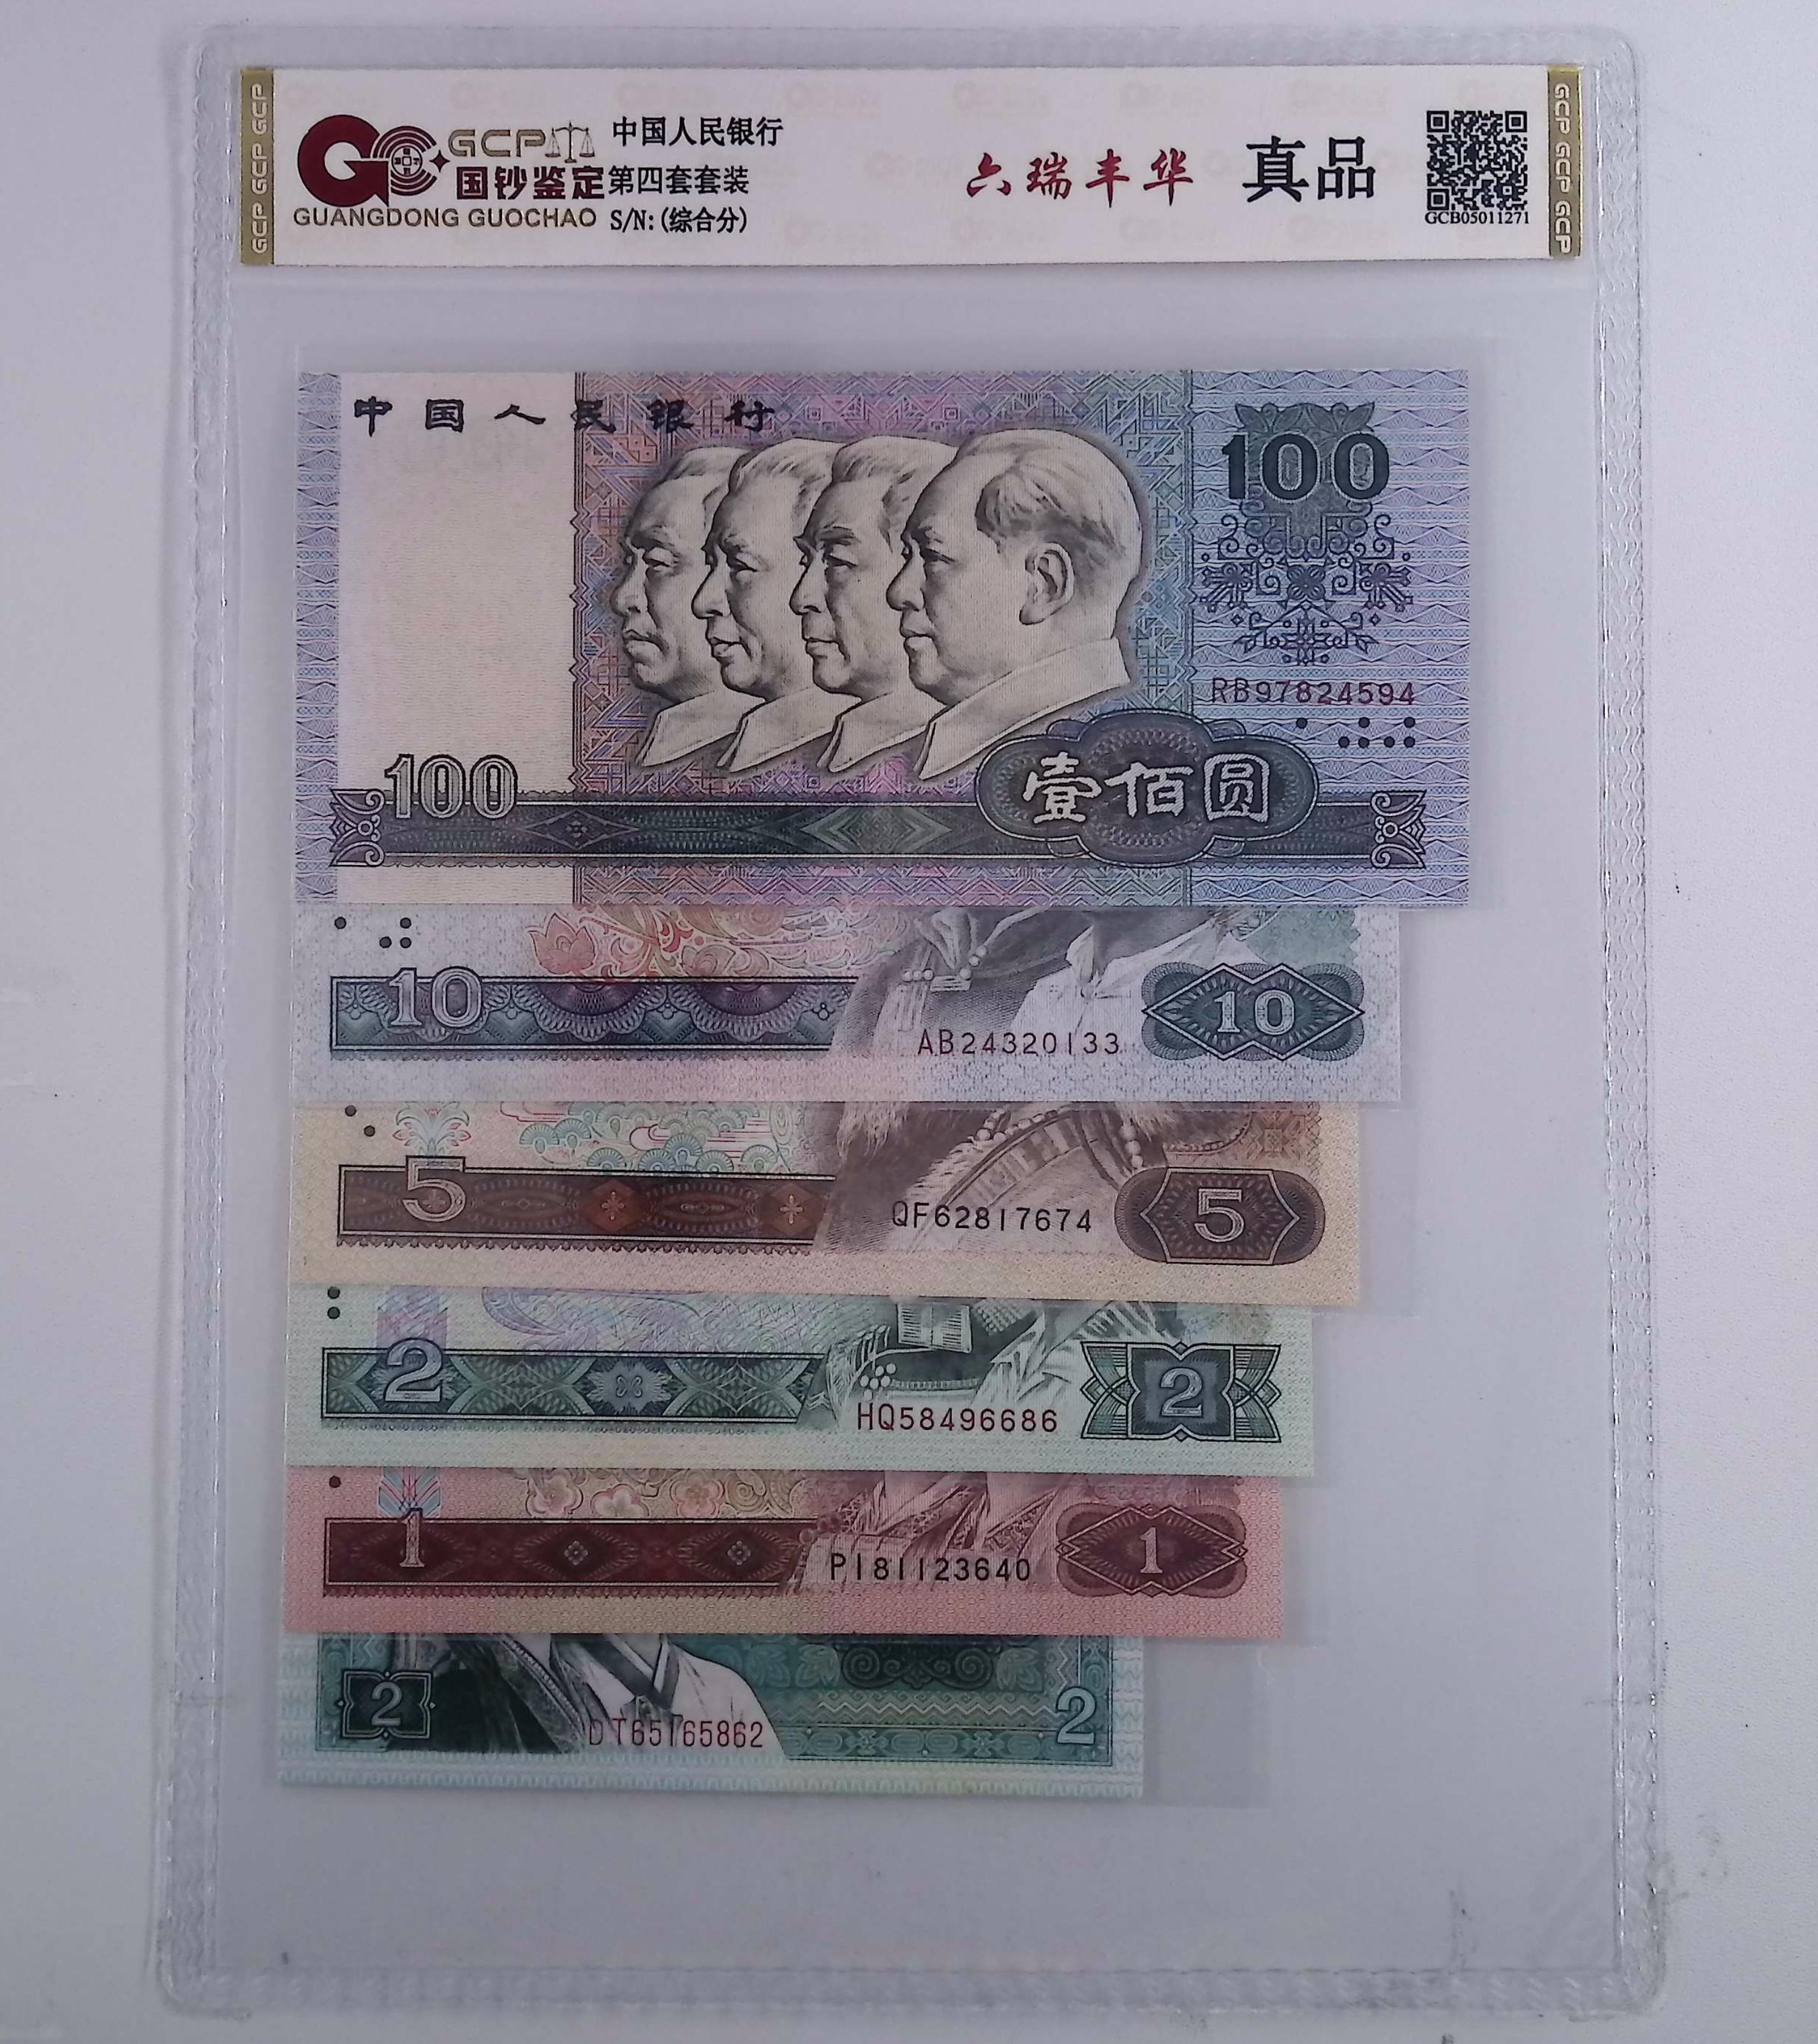 GCP
国钞鉴定
GUANGDONG GUOCHAO
中国人民银行
第四套套装
S/N: (综合分)
六瑞丰华
真品
GCB05011271
GCP GCP GCP
GCP GCP GCP
中国人民银行
100
RB97824594
100
壹佰圆
10
AB24320133
10
5
QF62817674
5
2
HQ58496686
2
1
PI81123640
1
2
DT65165862
2